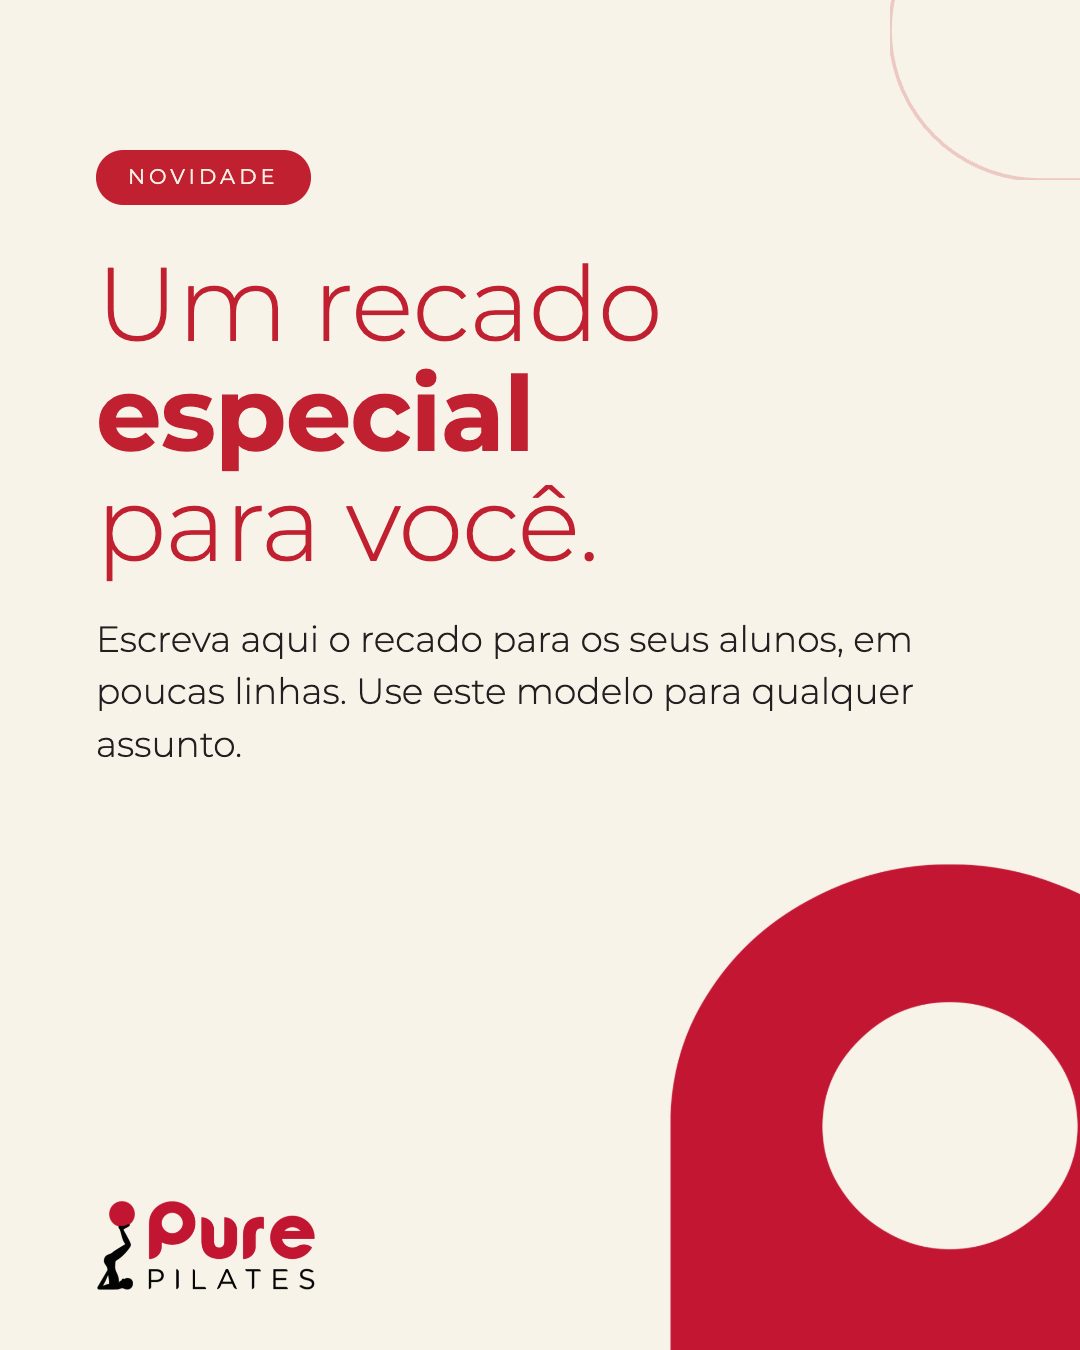 NOVIDADE
Um recado
especial
para você.
Escreva aqui o recado para os seus alunos, em
poucas linhas. Use este modelo para qualquer
assunto.
Pure
PILATES